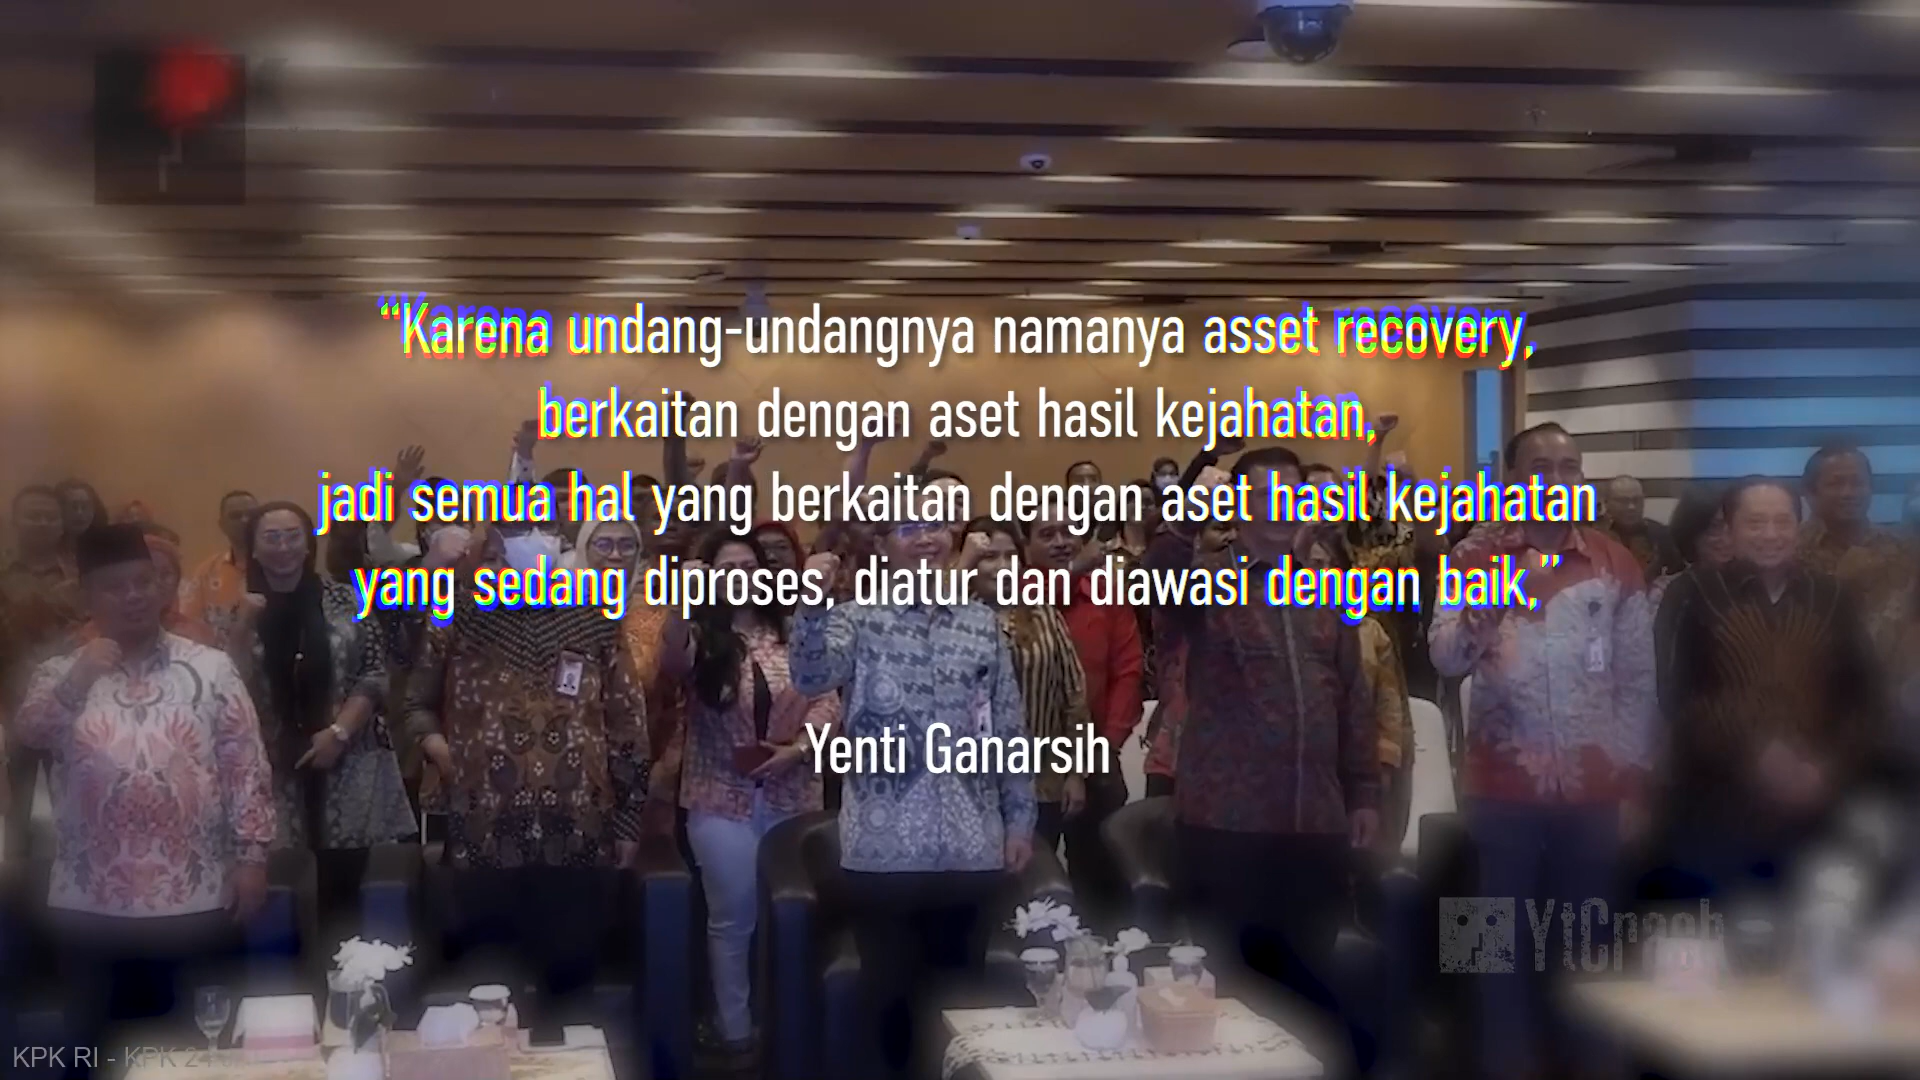 “Karena undang-undangnya namanya asset recovery,
berkaitan dengan aset hasil kejahatan,
jadi semua hal yang berkaitan dengan aset hasil kejahatan
yang sedang diproses, diatur dan diawasi dengan baik,”
Yenti Ganarsih
KPK RI - KPK